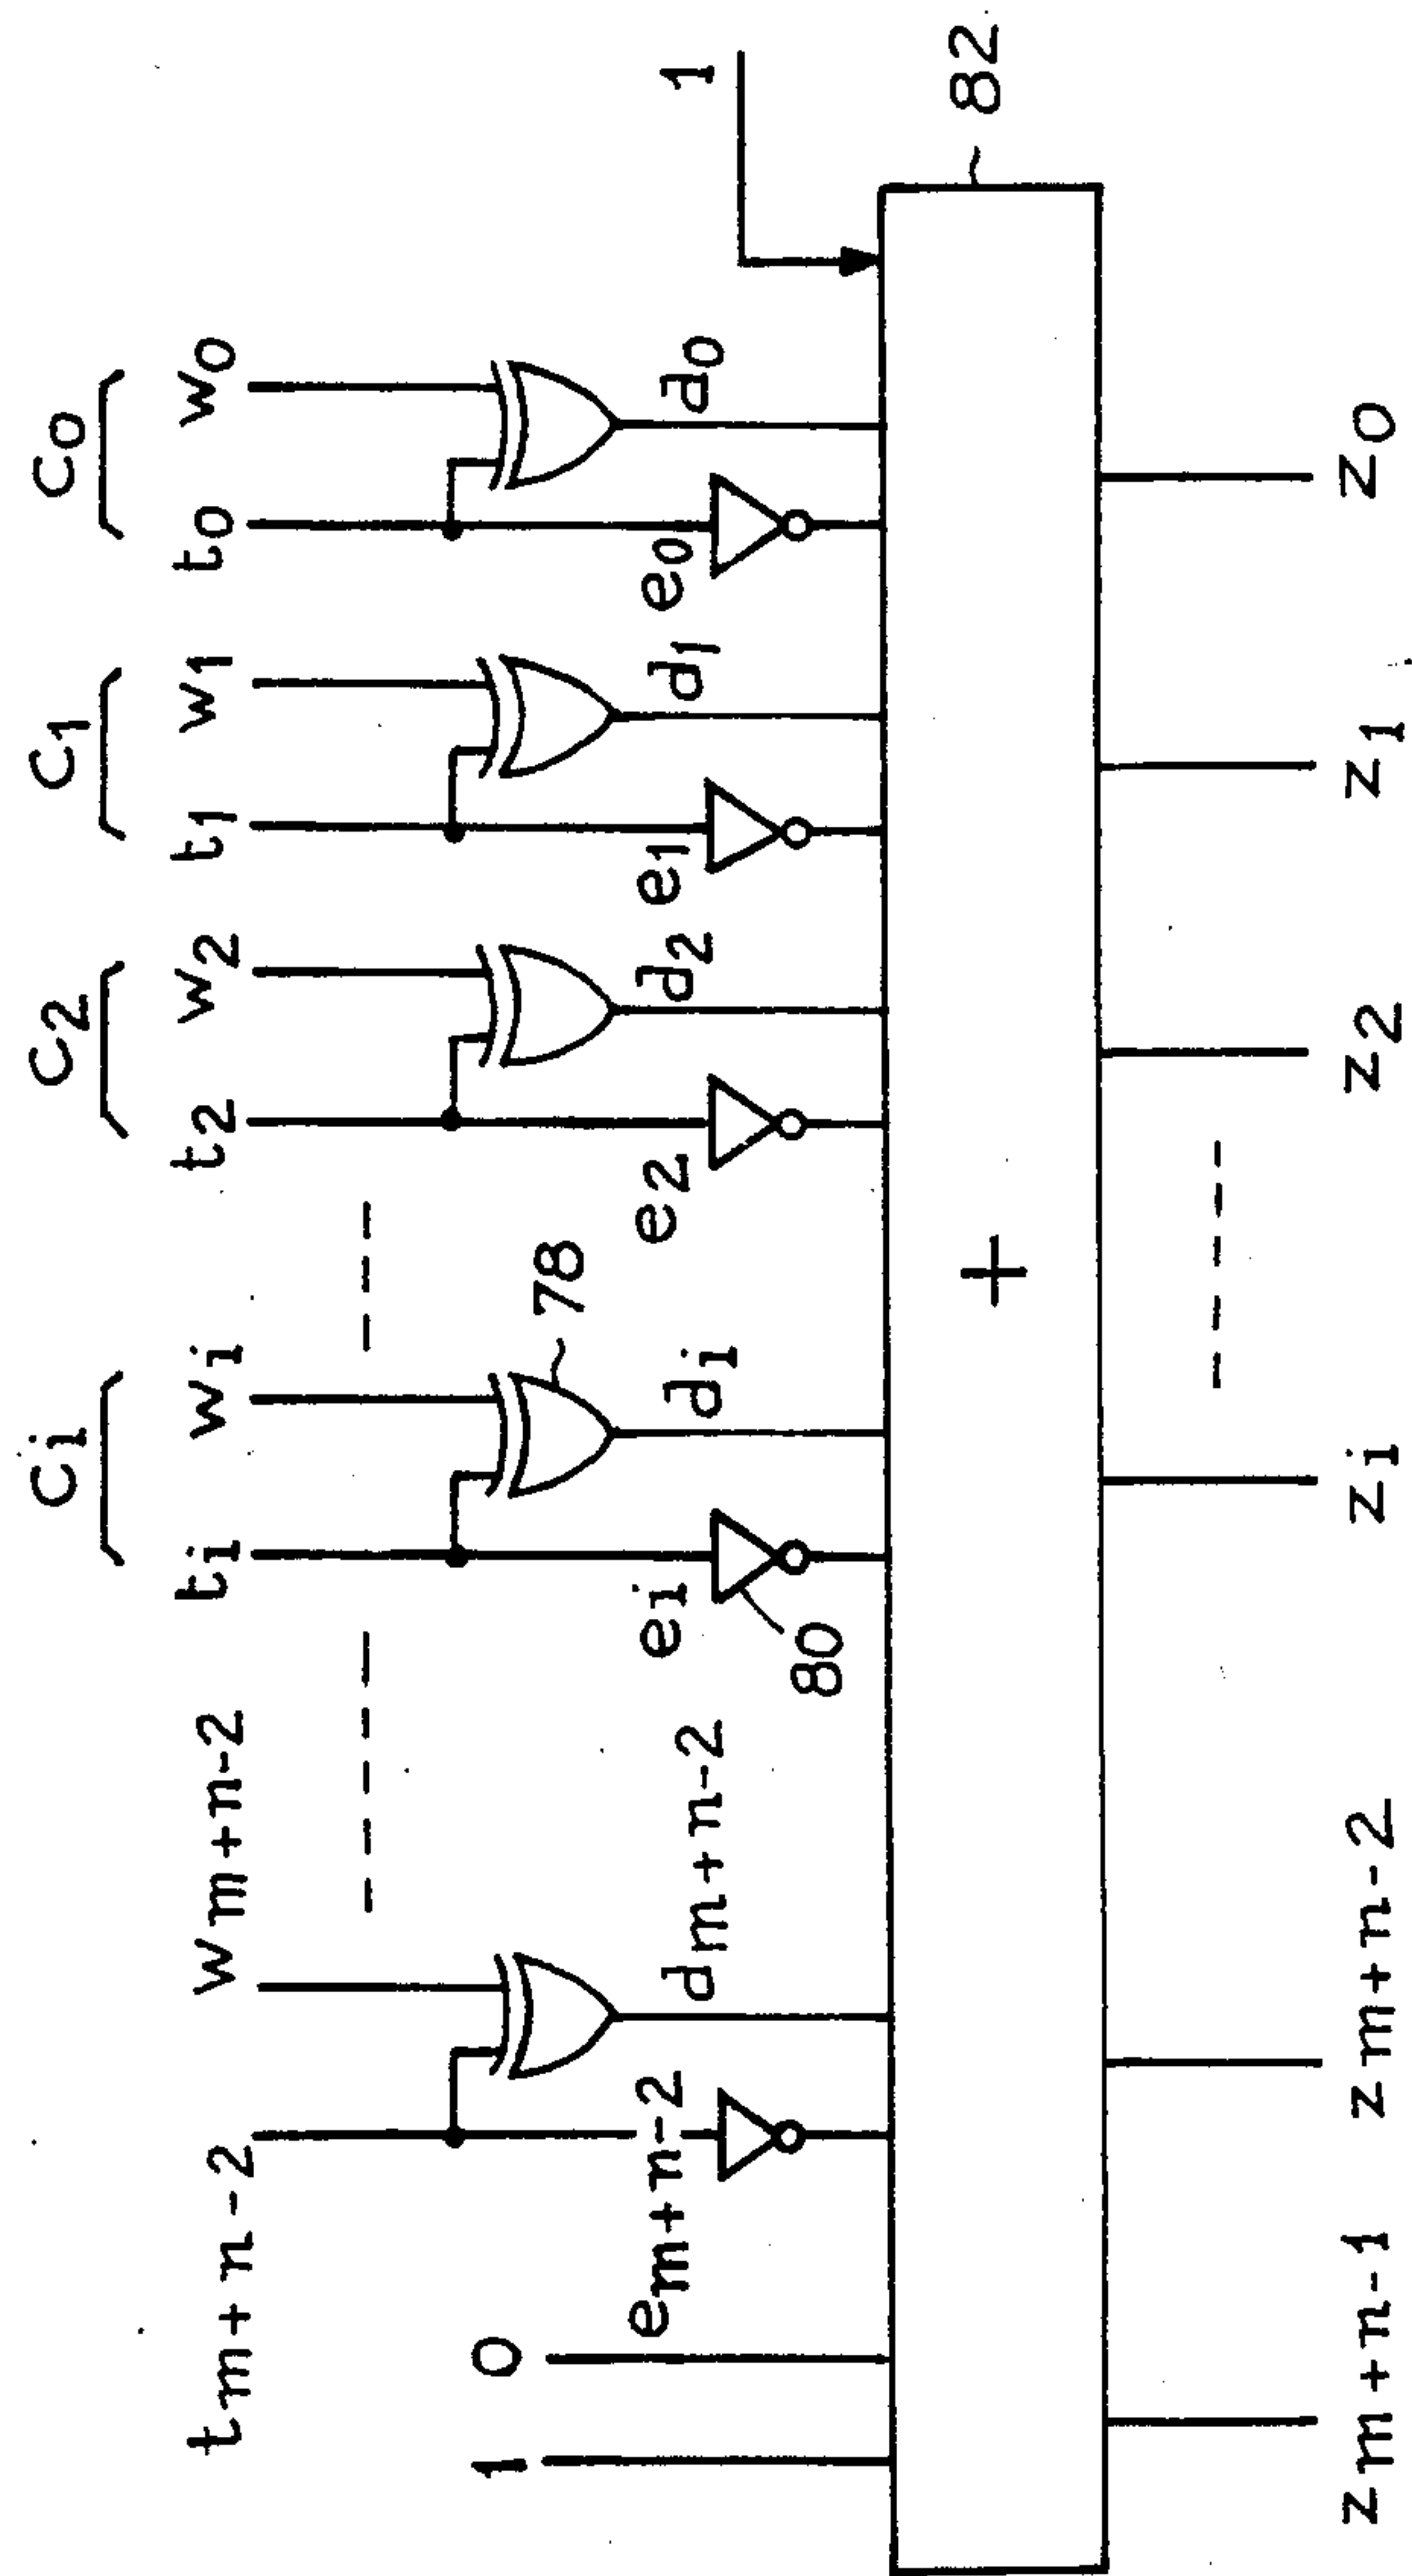 Ci C2 C1 C0
tm+n-2 wm+n-2 ti wi t2 w2 t1 w1 t0 w0
1 0 78
em+n-2 dm+n-2 ei di e2 d2 e1 d1 e0 d0 1
80
+ 82
zm+n-1 zm+n-2 zi z2 z1 z0